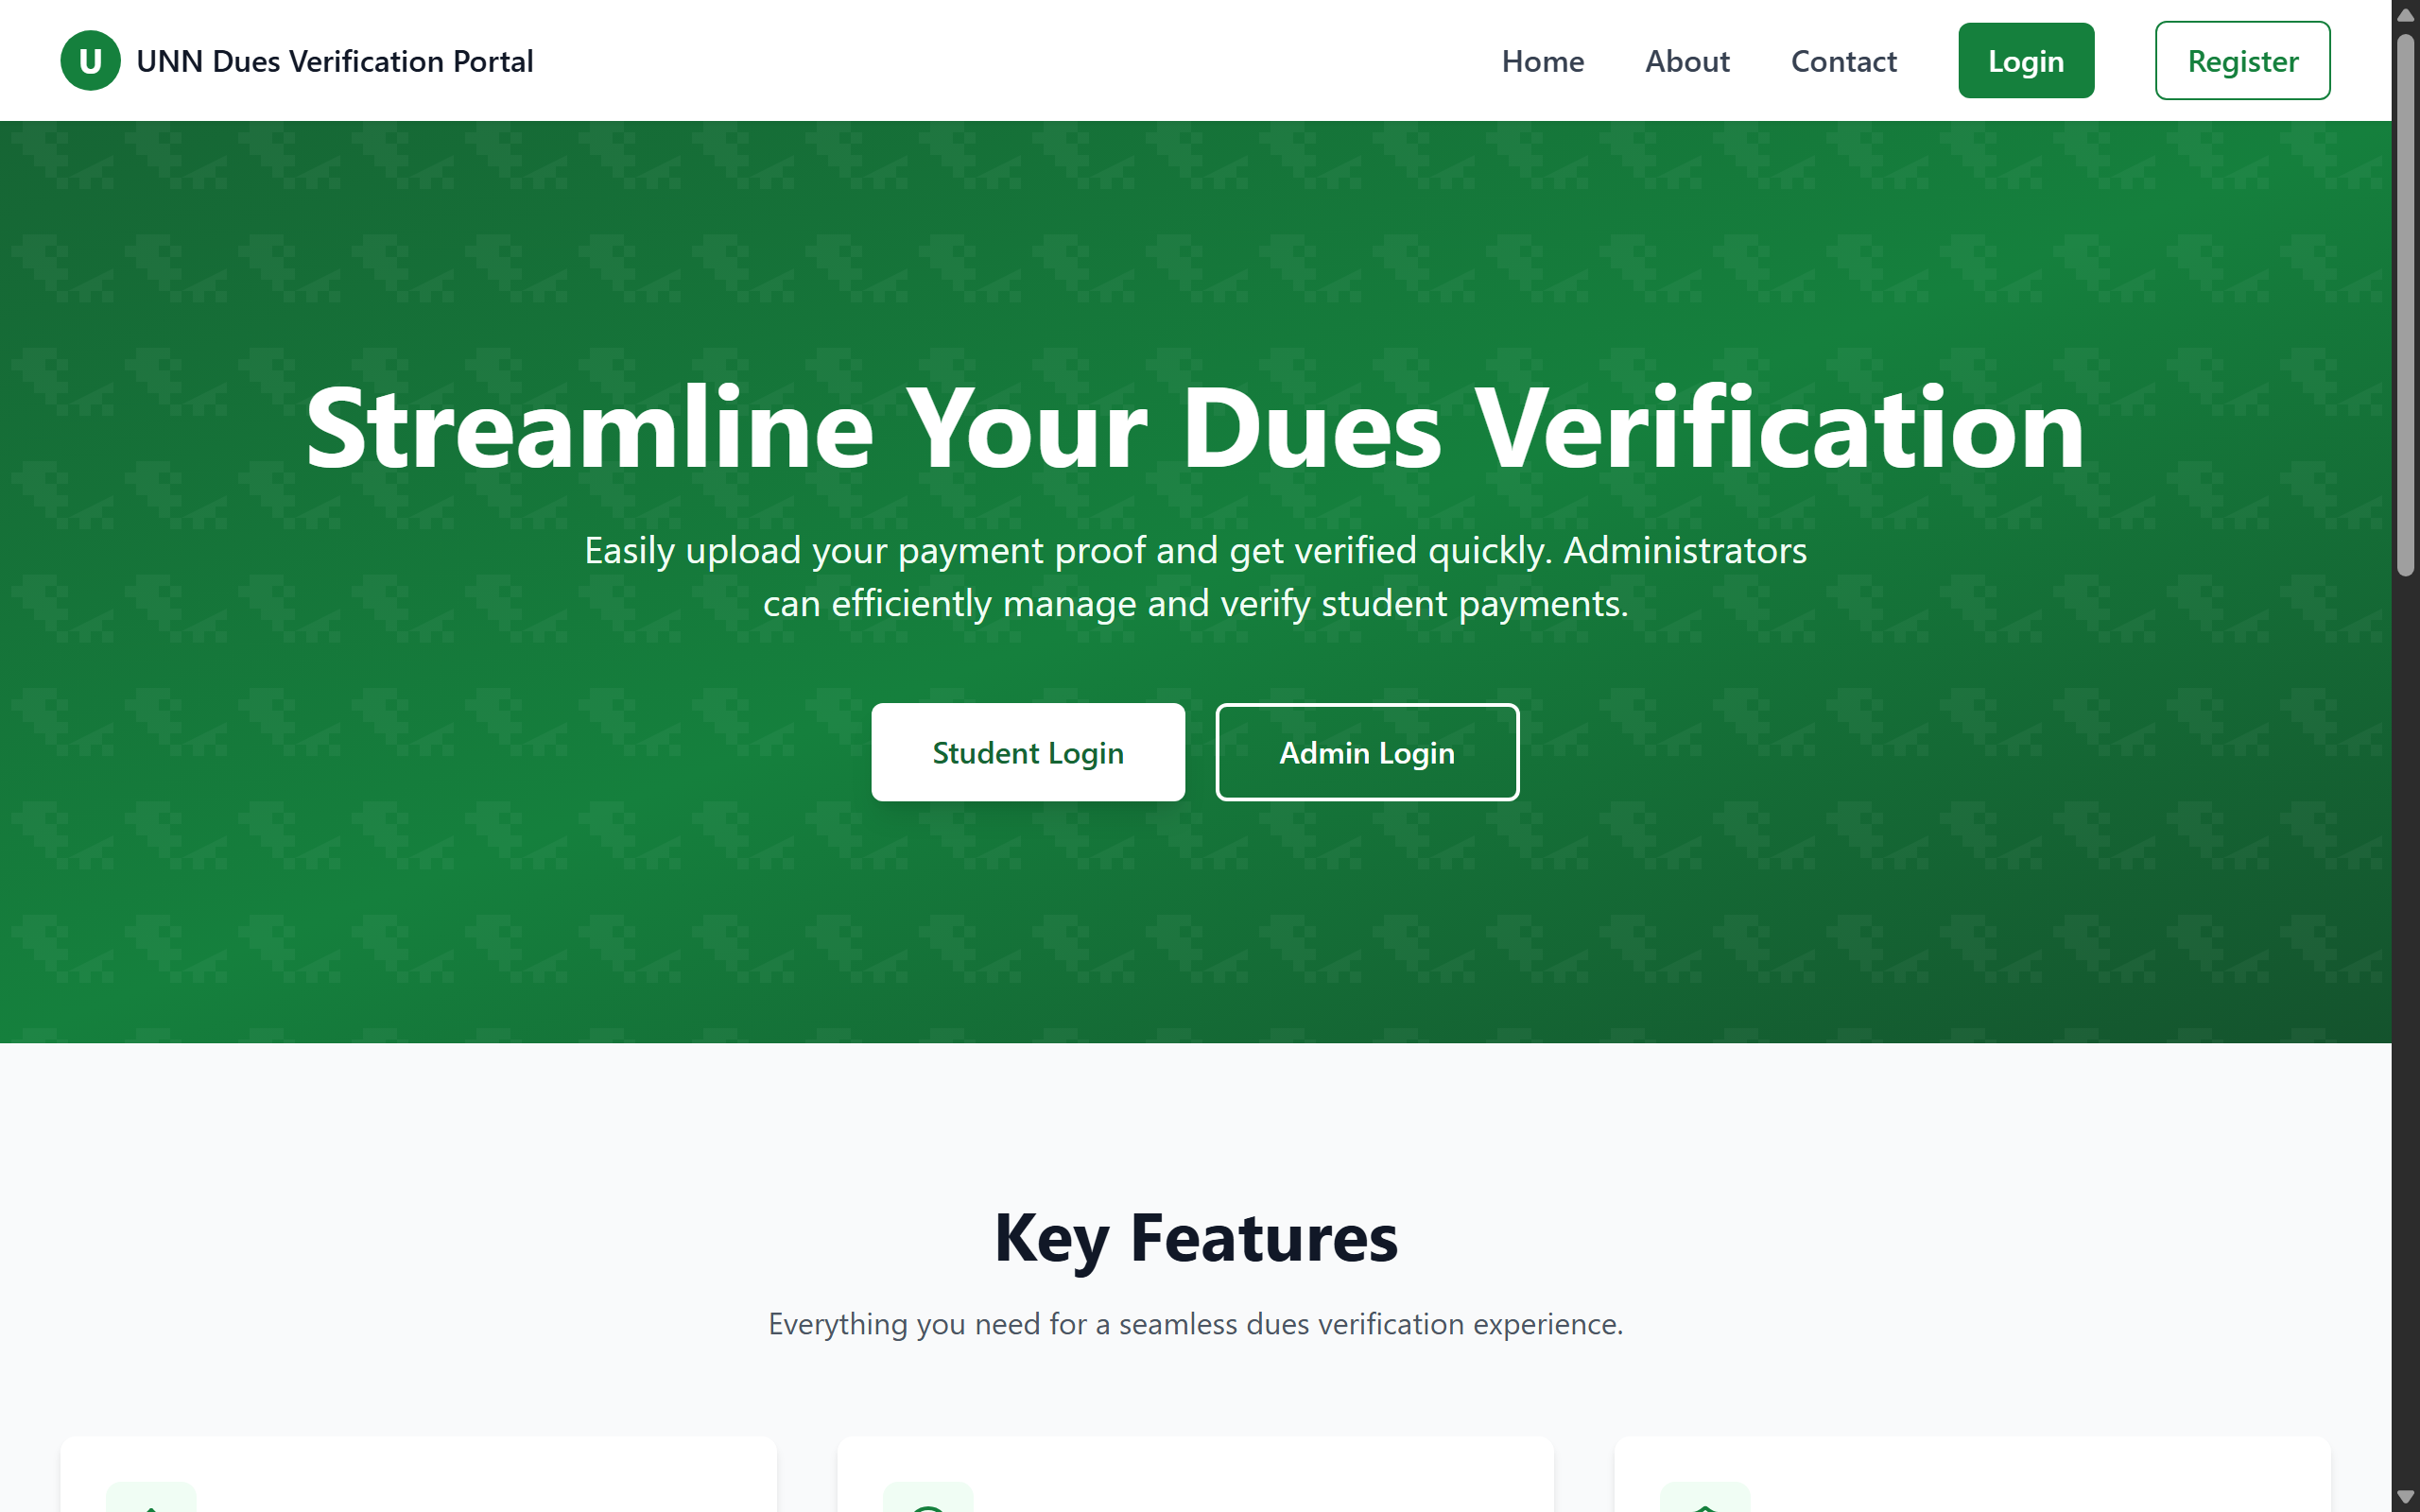 U
UNN Dues Verification Portal
Home
About
Contact
Login
Register
Streamline Your Dues Verification
Easily upload your payment proof and get verified quickly. Administrators
can efficiently manage and verify student payments.
Student Login
Admin Login
Key Features
Everything you need for a seamless dues verification experience.